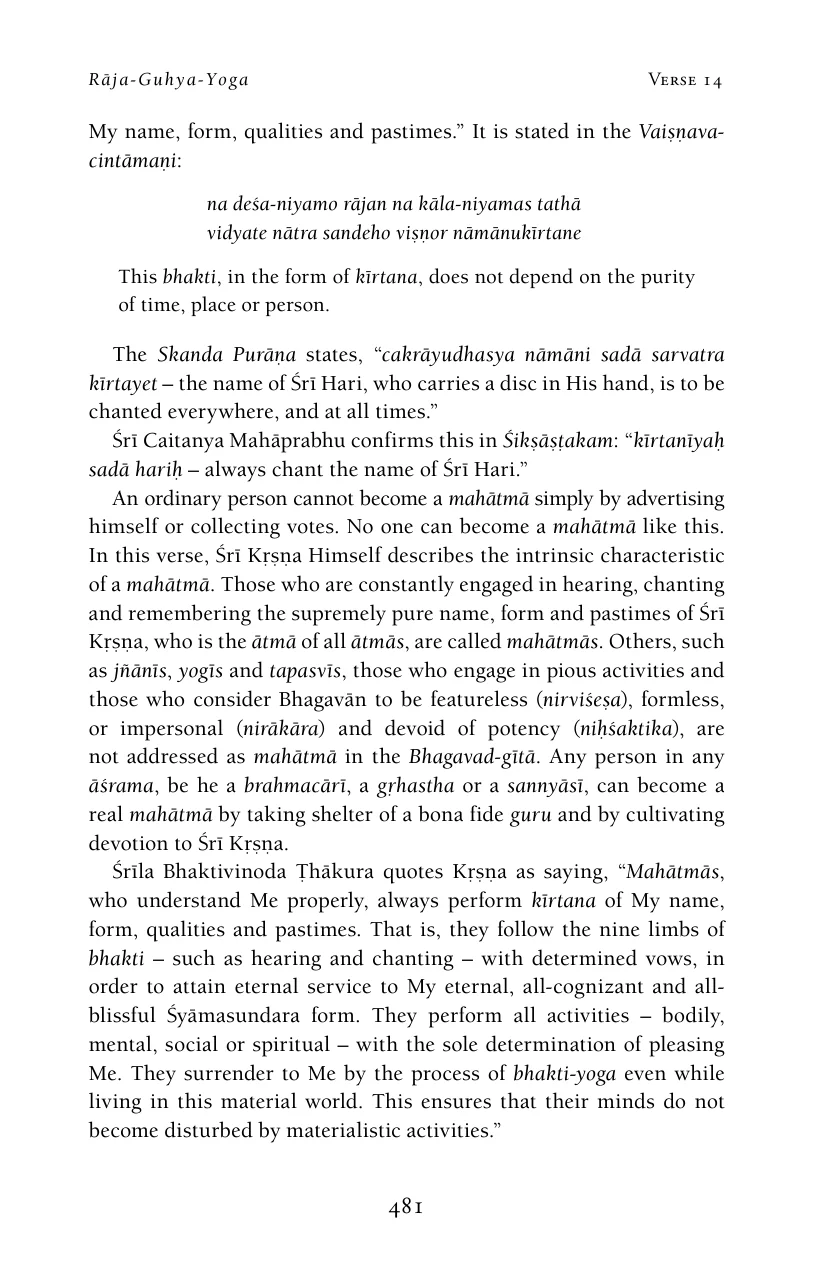 Rāja-Guhya-Yoga Verse 14
My name, form, qualities and pastimes.” It is stated in the Vaiṣṇava-
cintāmaṇi:
na deśa-niyamo rājan na kāla-niyamas tathā
vidyate nātra sandeho viṣṇor nāmānukīrtane
This bhakti, in the form of kīrtana, does not depend on the purity
of time, place or person.
The Skanda Purāṇa states, “cakrāyudhasya nāmāni sadā sarvatra
kīrtayet – the name of Śrī Hari, who carries a disc in His hand, is to be
chanted everywhere, and at all times.”
Śrī Caitanya Mahāprabhu confirms this in Śikṣāṣṭakam: “kīrtanīyaḥ
sadā hariḥ – always chant the name of Śrī Hari.”
An ordinary person cannot become a mahātmā simply by advertising
himself or collecting votes. No one can become a mahātmā like this.
In this verse, Śrī Kṛṣṇa Himself describes the intrinsic characteristic
of a mahātmā. Those who are constantly engaged in hearing, chanting
and remembering the supremely pure name, form and pastimes of Śrī
Kṛṣṇa, who is the ātmā of all ātmās, are called mahātmās. Others, such
as jñānīs, yogīs and tapasvīs, those who engage in pious activities and
those who consider Bhagavān to be featureless (nirviśeṣa), formless,
or impersonal (nirākāra) and devoid of potency (niḥśaktika), are
not addressed as mahātmā in the Bhagavad-gītā. Any person in any
āśrama, be he a brahmacārī, a gṛhastha or a sannyāsī, can become a
real mahātmā by taking shelter of a bona fide guru and by cultivating
devotion to Śrī Kṛṣṇa.
Śrīla Bhaktivinoda Ṭhākura quotes Kṛṣṇa as saying, “Mahātmās,
who understand Me properly, always perform kīrtana of My name,
form, qualities and pastimes. That is, they follow the nine limbs of
bhakti – such as hearing and chanting – with determined vows, in
order to attain eternal service to My eternal, all-cognizant and all-
blissful Śyāmasundara form. They perform all activities – bodily,
mental, social or spiritual – with the sole determination of pleasing
Me. They surrender to Me by the process of bhakti-yoga even while
living in this material world. This ensures that their minds do not
become disturbed by materialistic activities.”
481